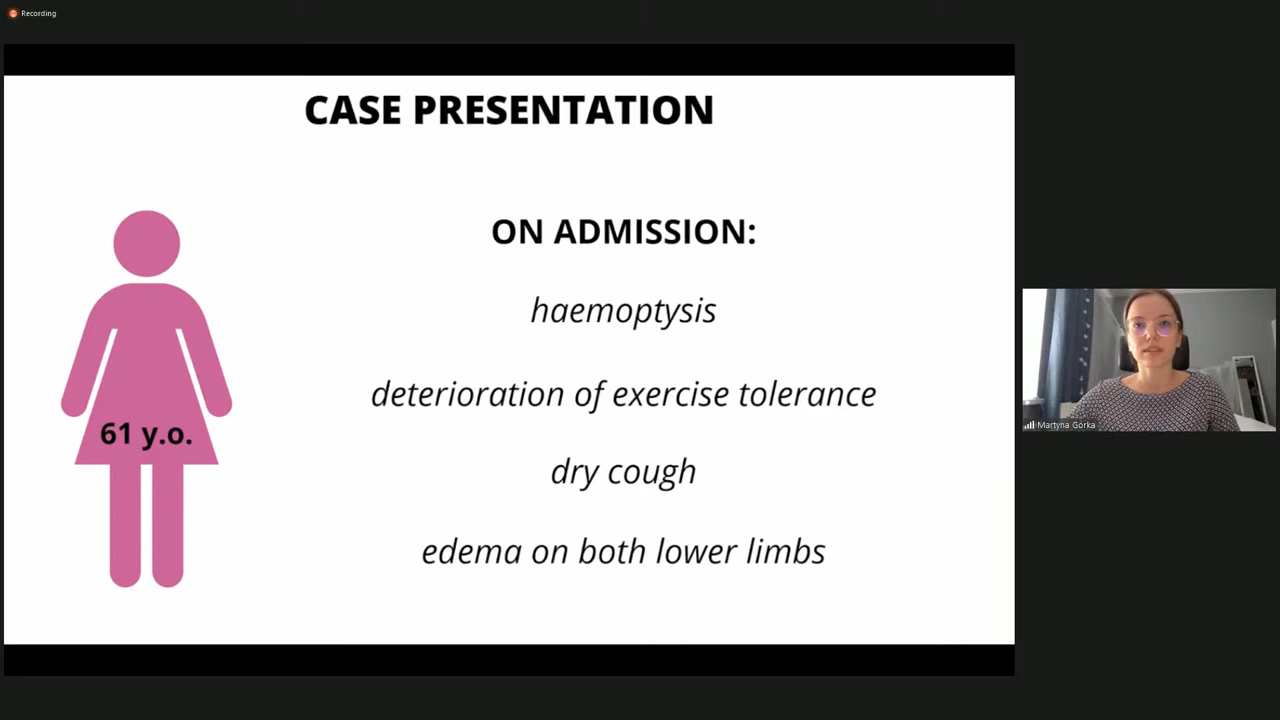 Recording
CASE PRESENTATION
ON ADMISSION:
haemoptysis
deterioration of exercise tolerance
dry cough
edema on both lower limbs
61 y.o.
Martyna Górka